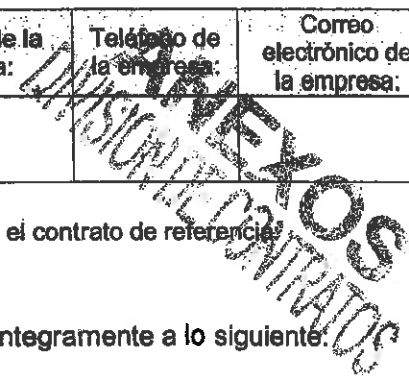 de la
a:
Teléfono de
la empresa:
Correo
electrónico de
la empresa:
ANEXOS
DIVISIÓN DE CONTRATOS
el contrato de referencia
ntegramente a lo siguiente: